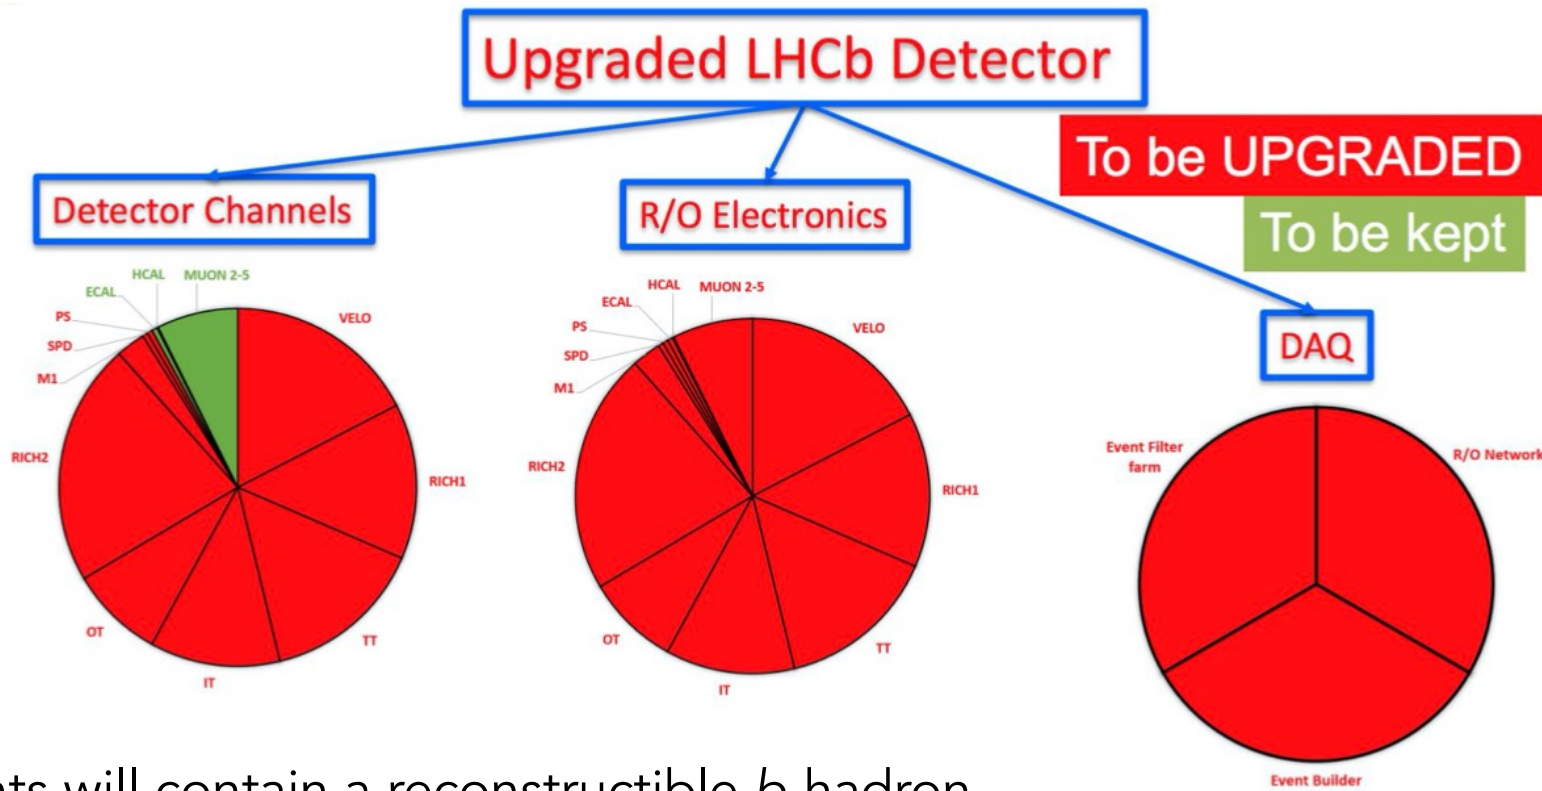 Upgraded LHCb Detector
To be UPGRADED
To be kept
Detector Channels
R/O Electronics
DAQ
HCAL
MUON 2-5
ECAL
PS
SPD
M1
RICH2
OT
IT
TT
RICH1
VELO
HCAL
MUON 2-5
ECAL
PS
SPD
M1
RICH2
OT
IT
TT
RICH1
VELO
Event Filter
farm
R/O Network
Event Builder
will contain a reconstructible b hadron